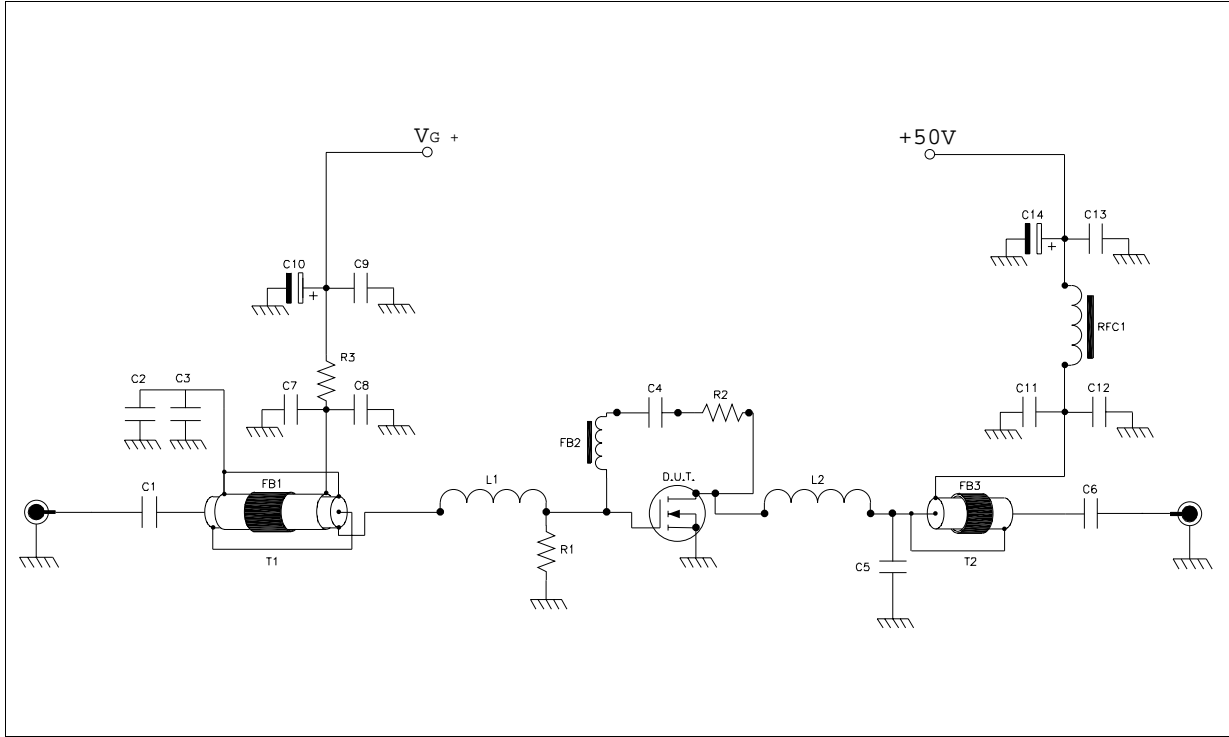 VG +
+50V
C14
C13
C10
C9
RFC1
R3
C2
C3
C7
C8
C4
R2
C11
C12
FB2
D.U.T.
C1
FB1
L1
L2
FB3
C6
R1
T1
C5
T2
+
+